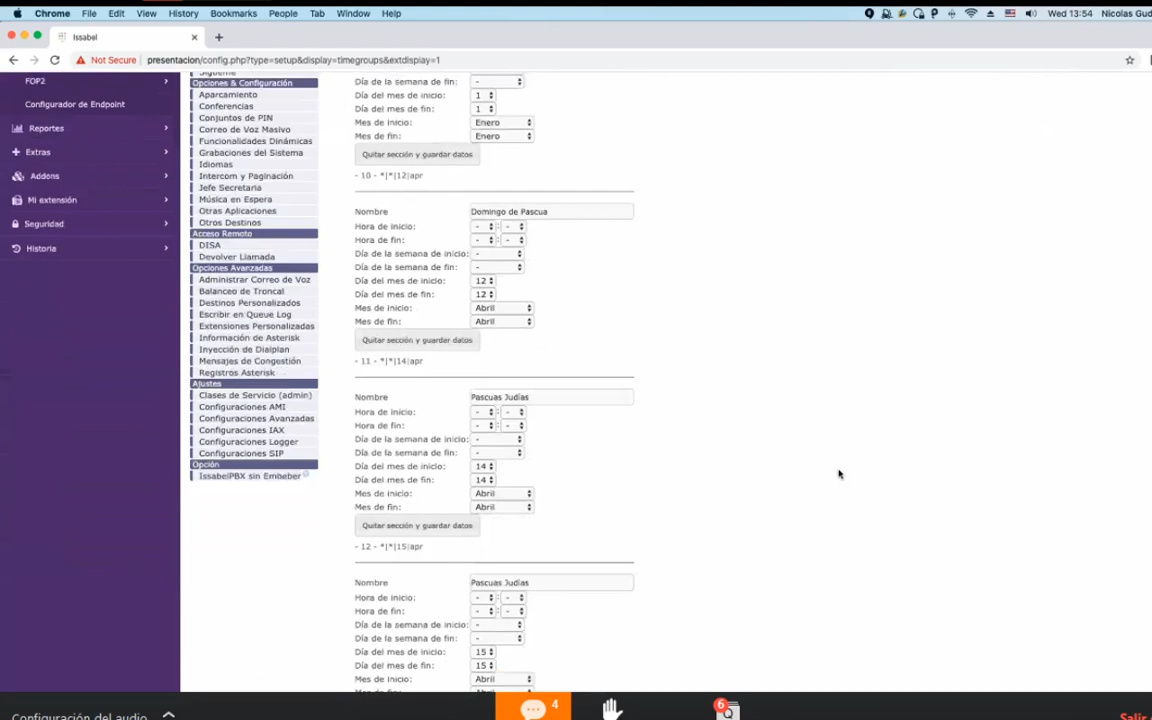 Chrome File Edit View History Bookmarks People Tab Window Help Wed 13:54 Nicolas Gud
Issabel
Not Secure presentacion/config.php?type=setup&display=timegroups&extdisplay=1
FOP2
Configurador de Endpoint
Reportes
Extras
Addons
Mi extensión
Seguridad
Historia
Sígueme
Opciones & Configuración
Aparcamiento
Conferencias
Conjuntos de PIN
Correo de Voz Masivo
Funcionalidades Dinámicas
Grabaciones del Sistema
Idiomas
Intercom y Paginación
Jefe Secretaria
Música en Espera
Otras Aplicaciones
Otros Destinos
Acceso Remoto
DISA
Devolver Llamada
Opciones Avanzadas
Administrar Correo de Voz
Balanceo de Troncal
Destinos Personalizados
Escribir en Queue Log
Extensiones Personalizadas
Información de Asterisk
Inyección de Dialplan
Mensajes de Congestión
Registros Asterisk
Ajustes
Clases de Servicio (admin)
Configuraciones AMI
Configuraciones Avanzadas
Configuraciones IAX
Configuraciones Logger
Configuraciones SIP
Opción
IssabelPBX sin Embeber
Día de la semana de fin: -
Día del mes de inicio: 1
Día del mes de fin: 1
Mes de inicio: Enero
Mes de fin: Enero
Quitar sección y guardar datos
- 10 - *|*|12|apr
Nombre Domingo de Pascua
Hora de inicio: - : -
Hora de fin: - : -
Día de la semana de inicio: -
Día de la semana de fin: -
Día del mes de inicio: 12
Día del mes de fin: 12
Mes de inicio: Abril
Mes de fin: Abril
Quitar sección y guardar datos
- 11 - *|*|14|apr
Nombre Pascuas Judías
Hora de inicio: - : -
Hora de fin: - : -
Día de la semana de inicio: -
Día de la semana de fin: -
Día del mes de inicio: 14
Día del mes de fin: 14
Mes de inicio: Abril
Mes de fin: Abril
Quitar sección y guardar datos
- 12 - *|*|15|apr
Nombre Pascuas Judías
Hora de inicio: - : -
Hora de fin: - : -
Día de la semana de inicio: -
Día de la semana de fin: -
Día del mes de inicio: 15
Día del mes de fin: 15
Mes de inicio: Abril
Configuración del audio 4 6 Salir